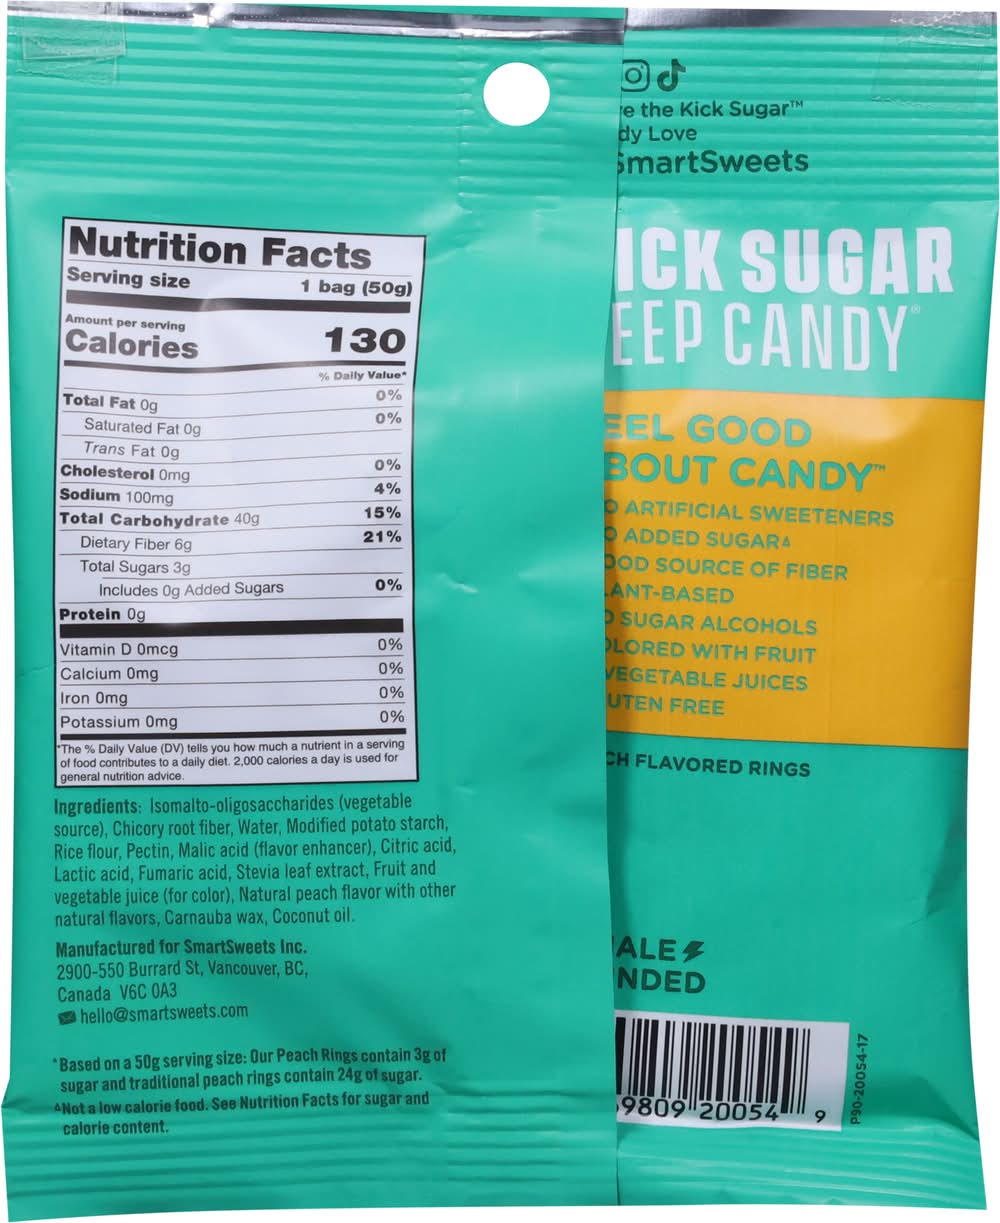 Nutrition Facts
Serving size 1 bag (50g)
Amount per serving
Calories 130
% Daily Value*
Total Fat 0g 0%
Saturated Fat 0g 0%
Trans Fat 0g
Cholesterol 0mg 0%
Sodium 100mg 4%
Total Carbohydrate 40g 15%
Dietary Fiber 6g 21%
Total Sugars 3g
Includes 0g Added Sugars 0%
Protein 0g
Vitamin D 0mcg 0%
Calcium 0mg 0%
Iron 0mg 0%
Potassium 0mg 0%
*The % Daily Value (DV) tells you how much a nutrient in a serving
of food contributes to a daily diet. 2,000 calories a day is used for
general nutrition advice.
Ingredients: Isomalto-oligosaccharides (vegetable
source), Chicory root fiber, Water, Modified potato starch,
Rice flour, Pectin, Malic acid (flavor enhancer), Citric acid,
Lactic acid, Fumaric acid, Stevia leaf extract, Fruit and
vegetable juice (for color), Natural peach flavor with other
natural flavors, Carnauba wax, Coconut oil.
Manufactured for SmartSweets Inc.
2900-550 Burrard St, Vancouver, BC,
Canada V6C 0A3
hello@smartsweets.com
*Based on a 50g serving size: Our Peach Rings contain 3g of
sugar and traditional peach rings contain 24g of sugar.
ΔNot a low calorie food. See Nutrition Facts for sugar and
calorie content.
re the Kick Sugar™
dy Love
SmartSweets
ICK SUGAR
EEP CANDY®
EEL GOOD
BOUT CANDY™
O ARTIFICIAL SWEETENERS
O ADDED SUGARΔ
OOD SOURCE OF FIBER
LANT-BASED
O SUGAR ALCOHOLS
OLORED WITH FRUIT
VEGETABLE JUICES
UTEN FREE
CH FLAVORED RINGS
ALE
NDED
69809 20054 9
P90-20054-17